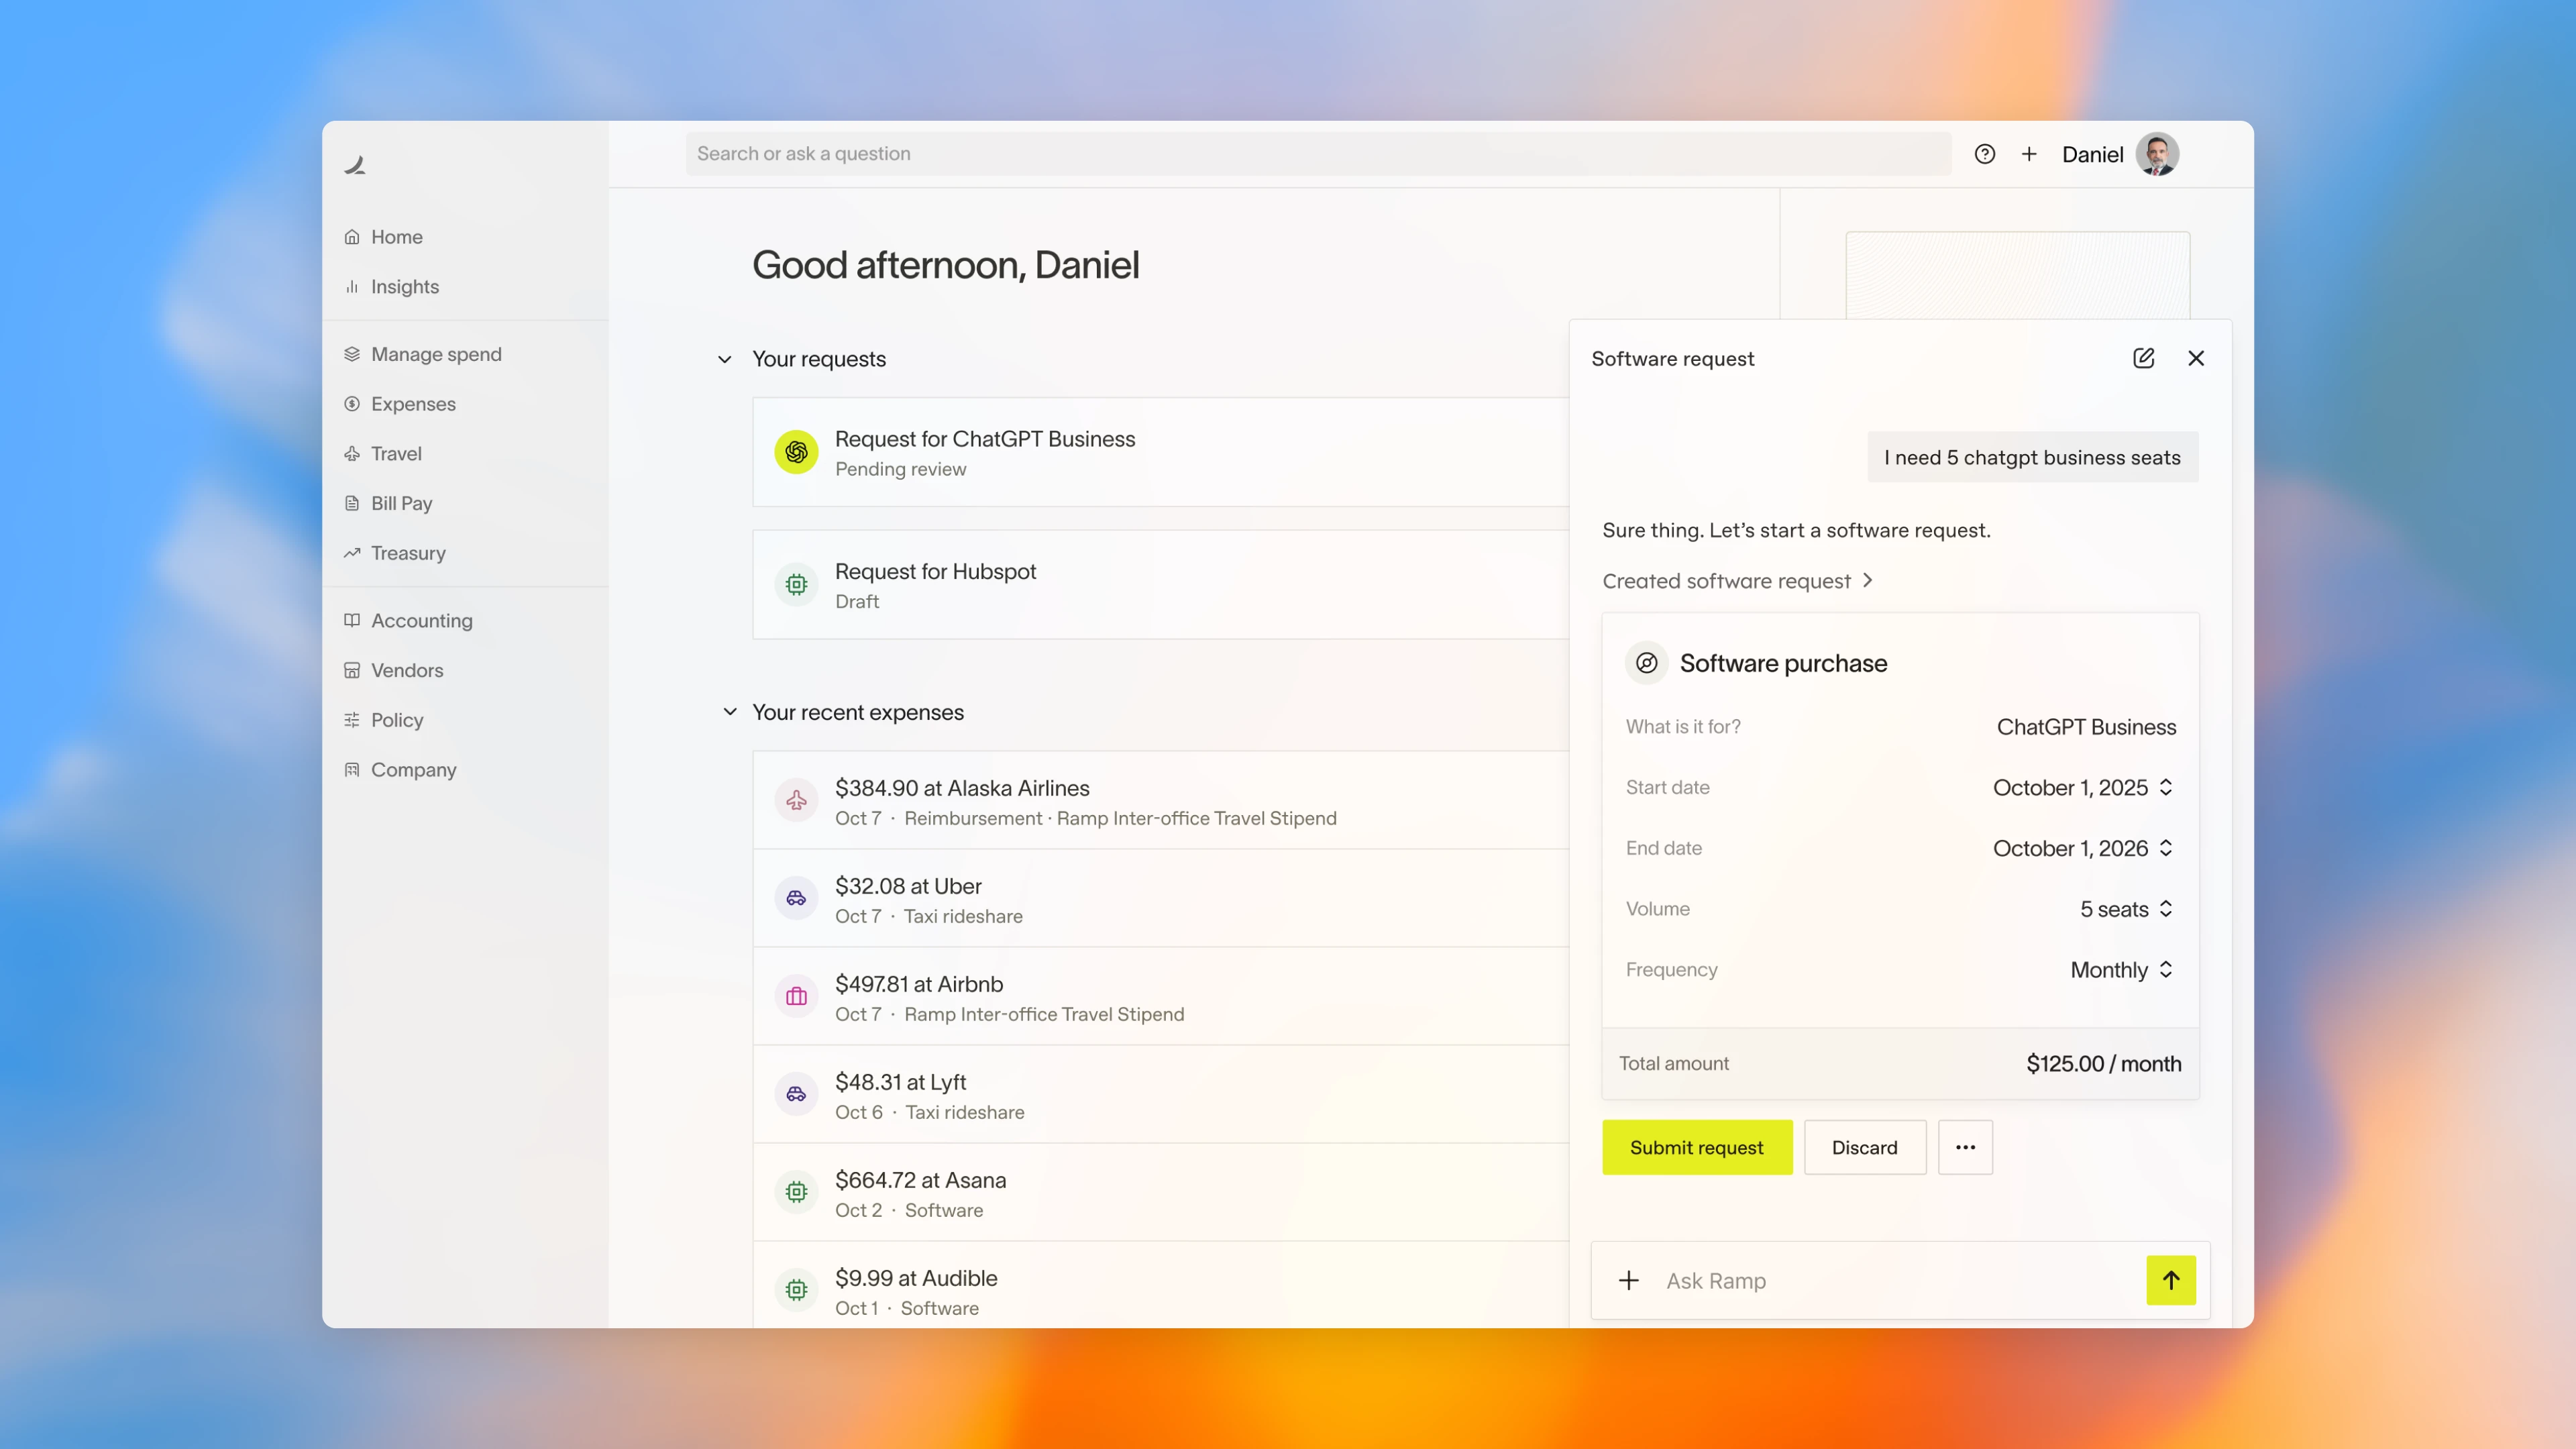 Search or ask a question
Daniel
Home
Insights
Manage spend
Expenses
Travel
Bill Pay
Treasury
Accounting
Vendors
Policy
Company
Good afternoon, Daniel
Your requests
Request for ChatGPT Business
Pending review
Request for Hubspot
Draft
Your recent expenses
$384.90 at Alaska Airlines
Oct 7 · Reimbursement · Ramp Inter-office Travel Stipend
$32.08 at Uber
Oct 7 · Taxi rideshare
$497.81 at Airbnb
Oct 7 · Ramp Inter-office Travel Stipend
$48.31 at Lyft
Oct 6 · Taxi rideshare
$664.72 at Asana
Oct 2 · Software
$9.99 at Audible
Oct 1 · Software
Software request
I need 5 chatgpt business seats
Sure thing. Let’s start a software request.
Created software request
Software purchase
What is it for? ChatGPT Business
Start date October 1, 2025
End date October 1, 2026
Volume 5 seats
Frequency Monthly
Total amount $125.00 / month
Submit request Discard
Ask Ramp